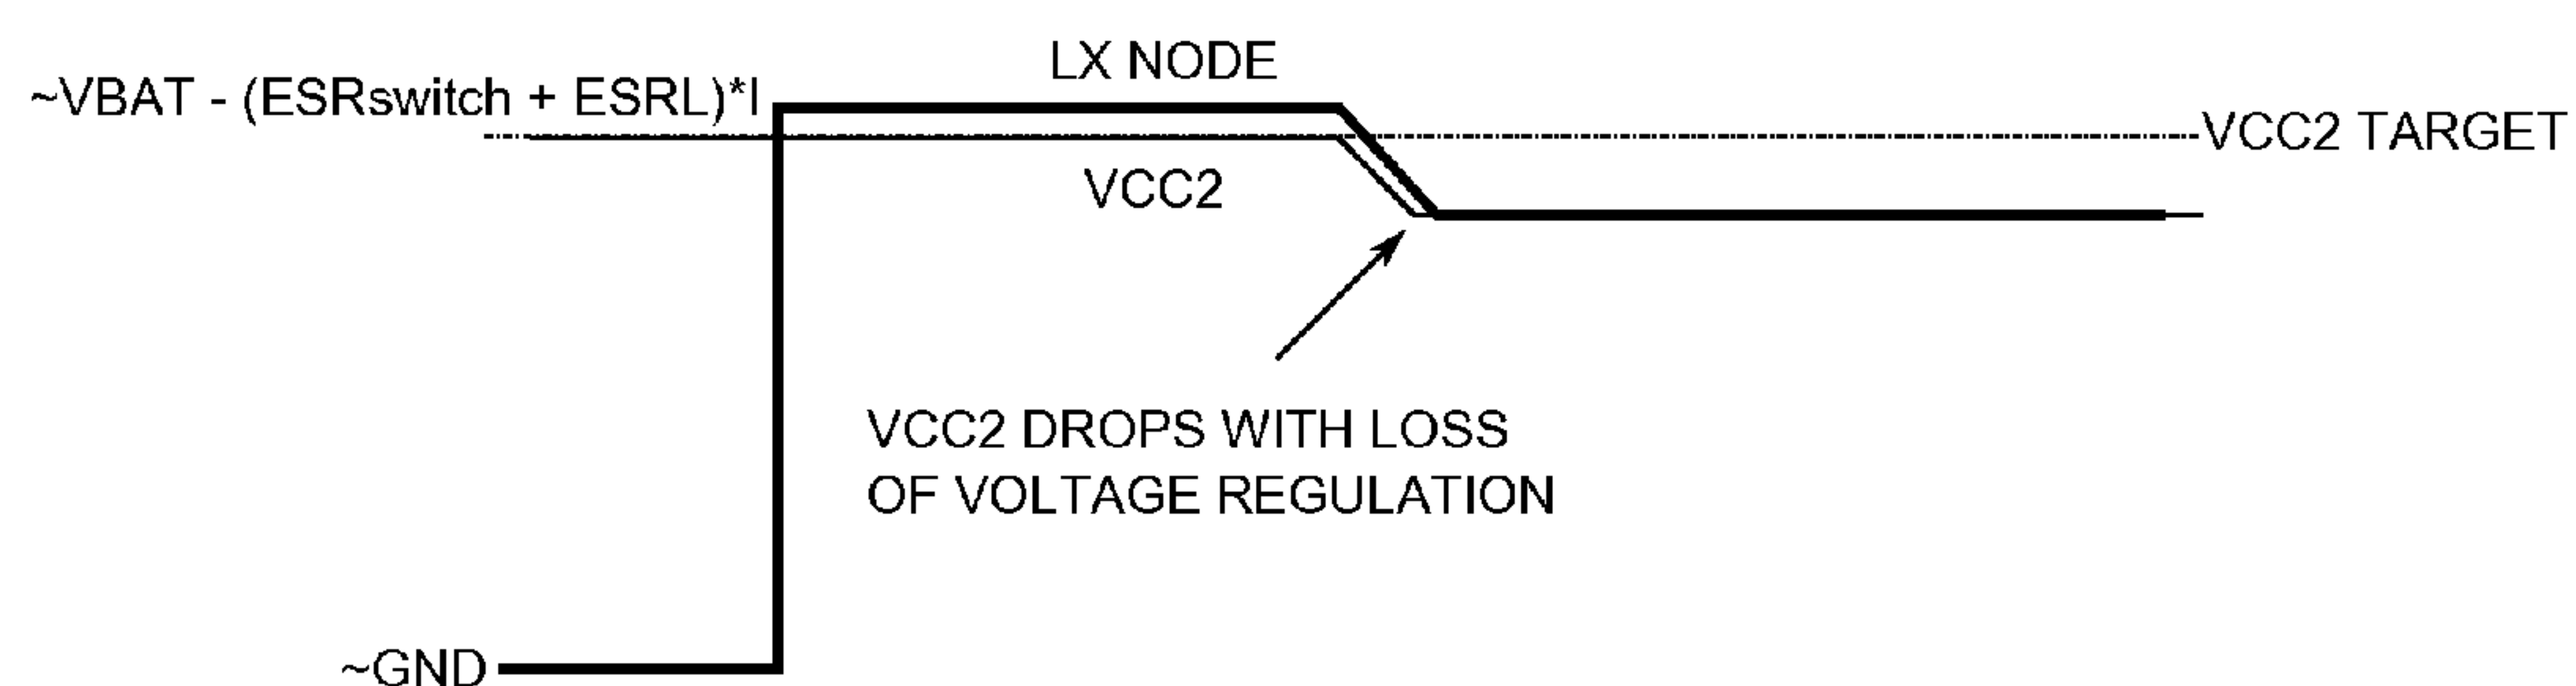 LX NODE
~VBAT - (ESRswitch + ESRL)*I
VCC2 TARGET
VCC2
VCC2 DROPS WITH LOSS
OF VOLTAGE REGULATION
~GND